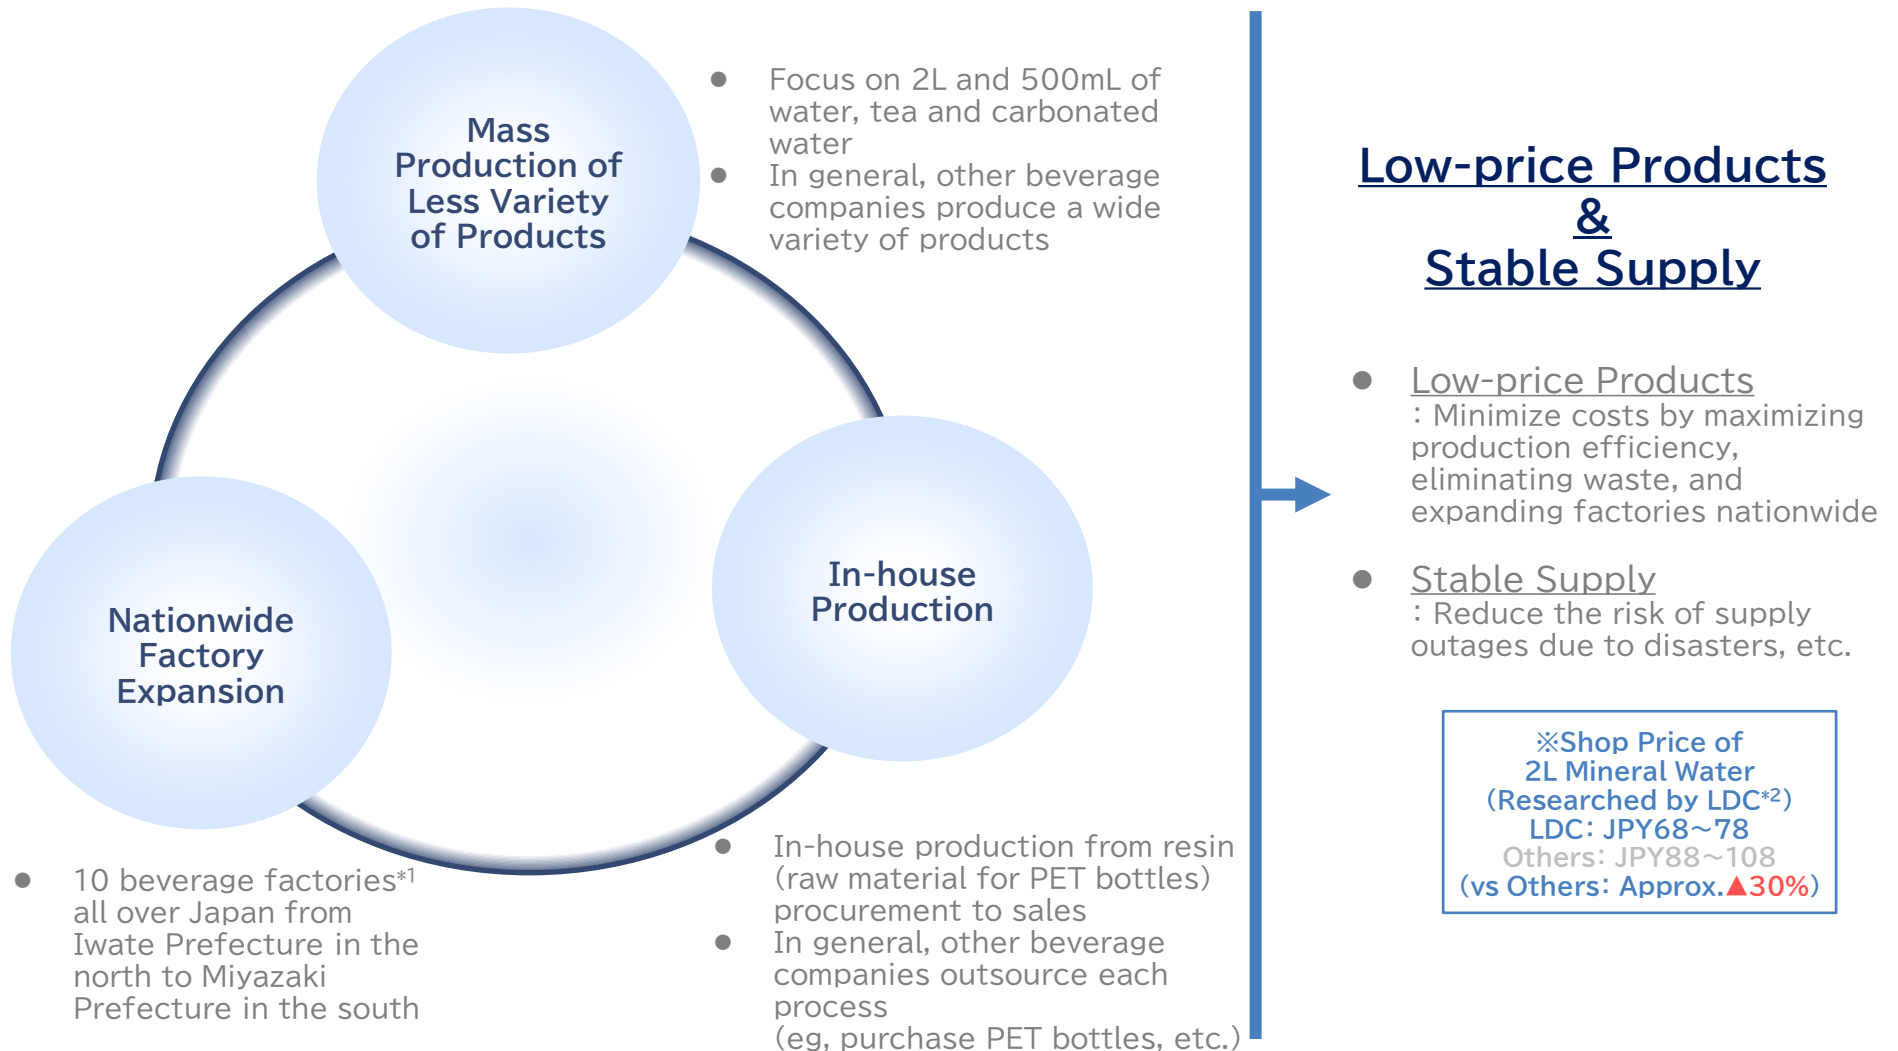 Mass
Production of
Less Variety
of Products
● Focus on 2L and 500mL of
water, tea and carbonated
water
● In general, other beverage
companies produce a wide
variety of products
In-house
Production
● In-house production from resin
(raw material for PET bottles)
procurement to sales
● In general, other beverage
companies outsource each
process
(eg, purchase PET bottles, etc.)
Nationwide
Factory
Expansion
● 10 beverage factories*1
all over Japan from
Iwate Prefecture in the
north to Miyazaki
Prefecture in the south
Low-price Products
&
Stable Supply
● Low-price Products
: Minimize costs by maximizing
production efficiency,
eliminating waste, and
expanding factories nationwide
● Stable Supply
: Reduce the risk of supply
outages due to disasters, etc.
※Shop Price of
2L Mineral Water
(Researched by LDC*2)
LDC: JPY68~78
Others: JPY88~108
(vs Others: Approx.▲30%)